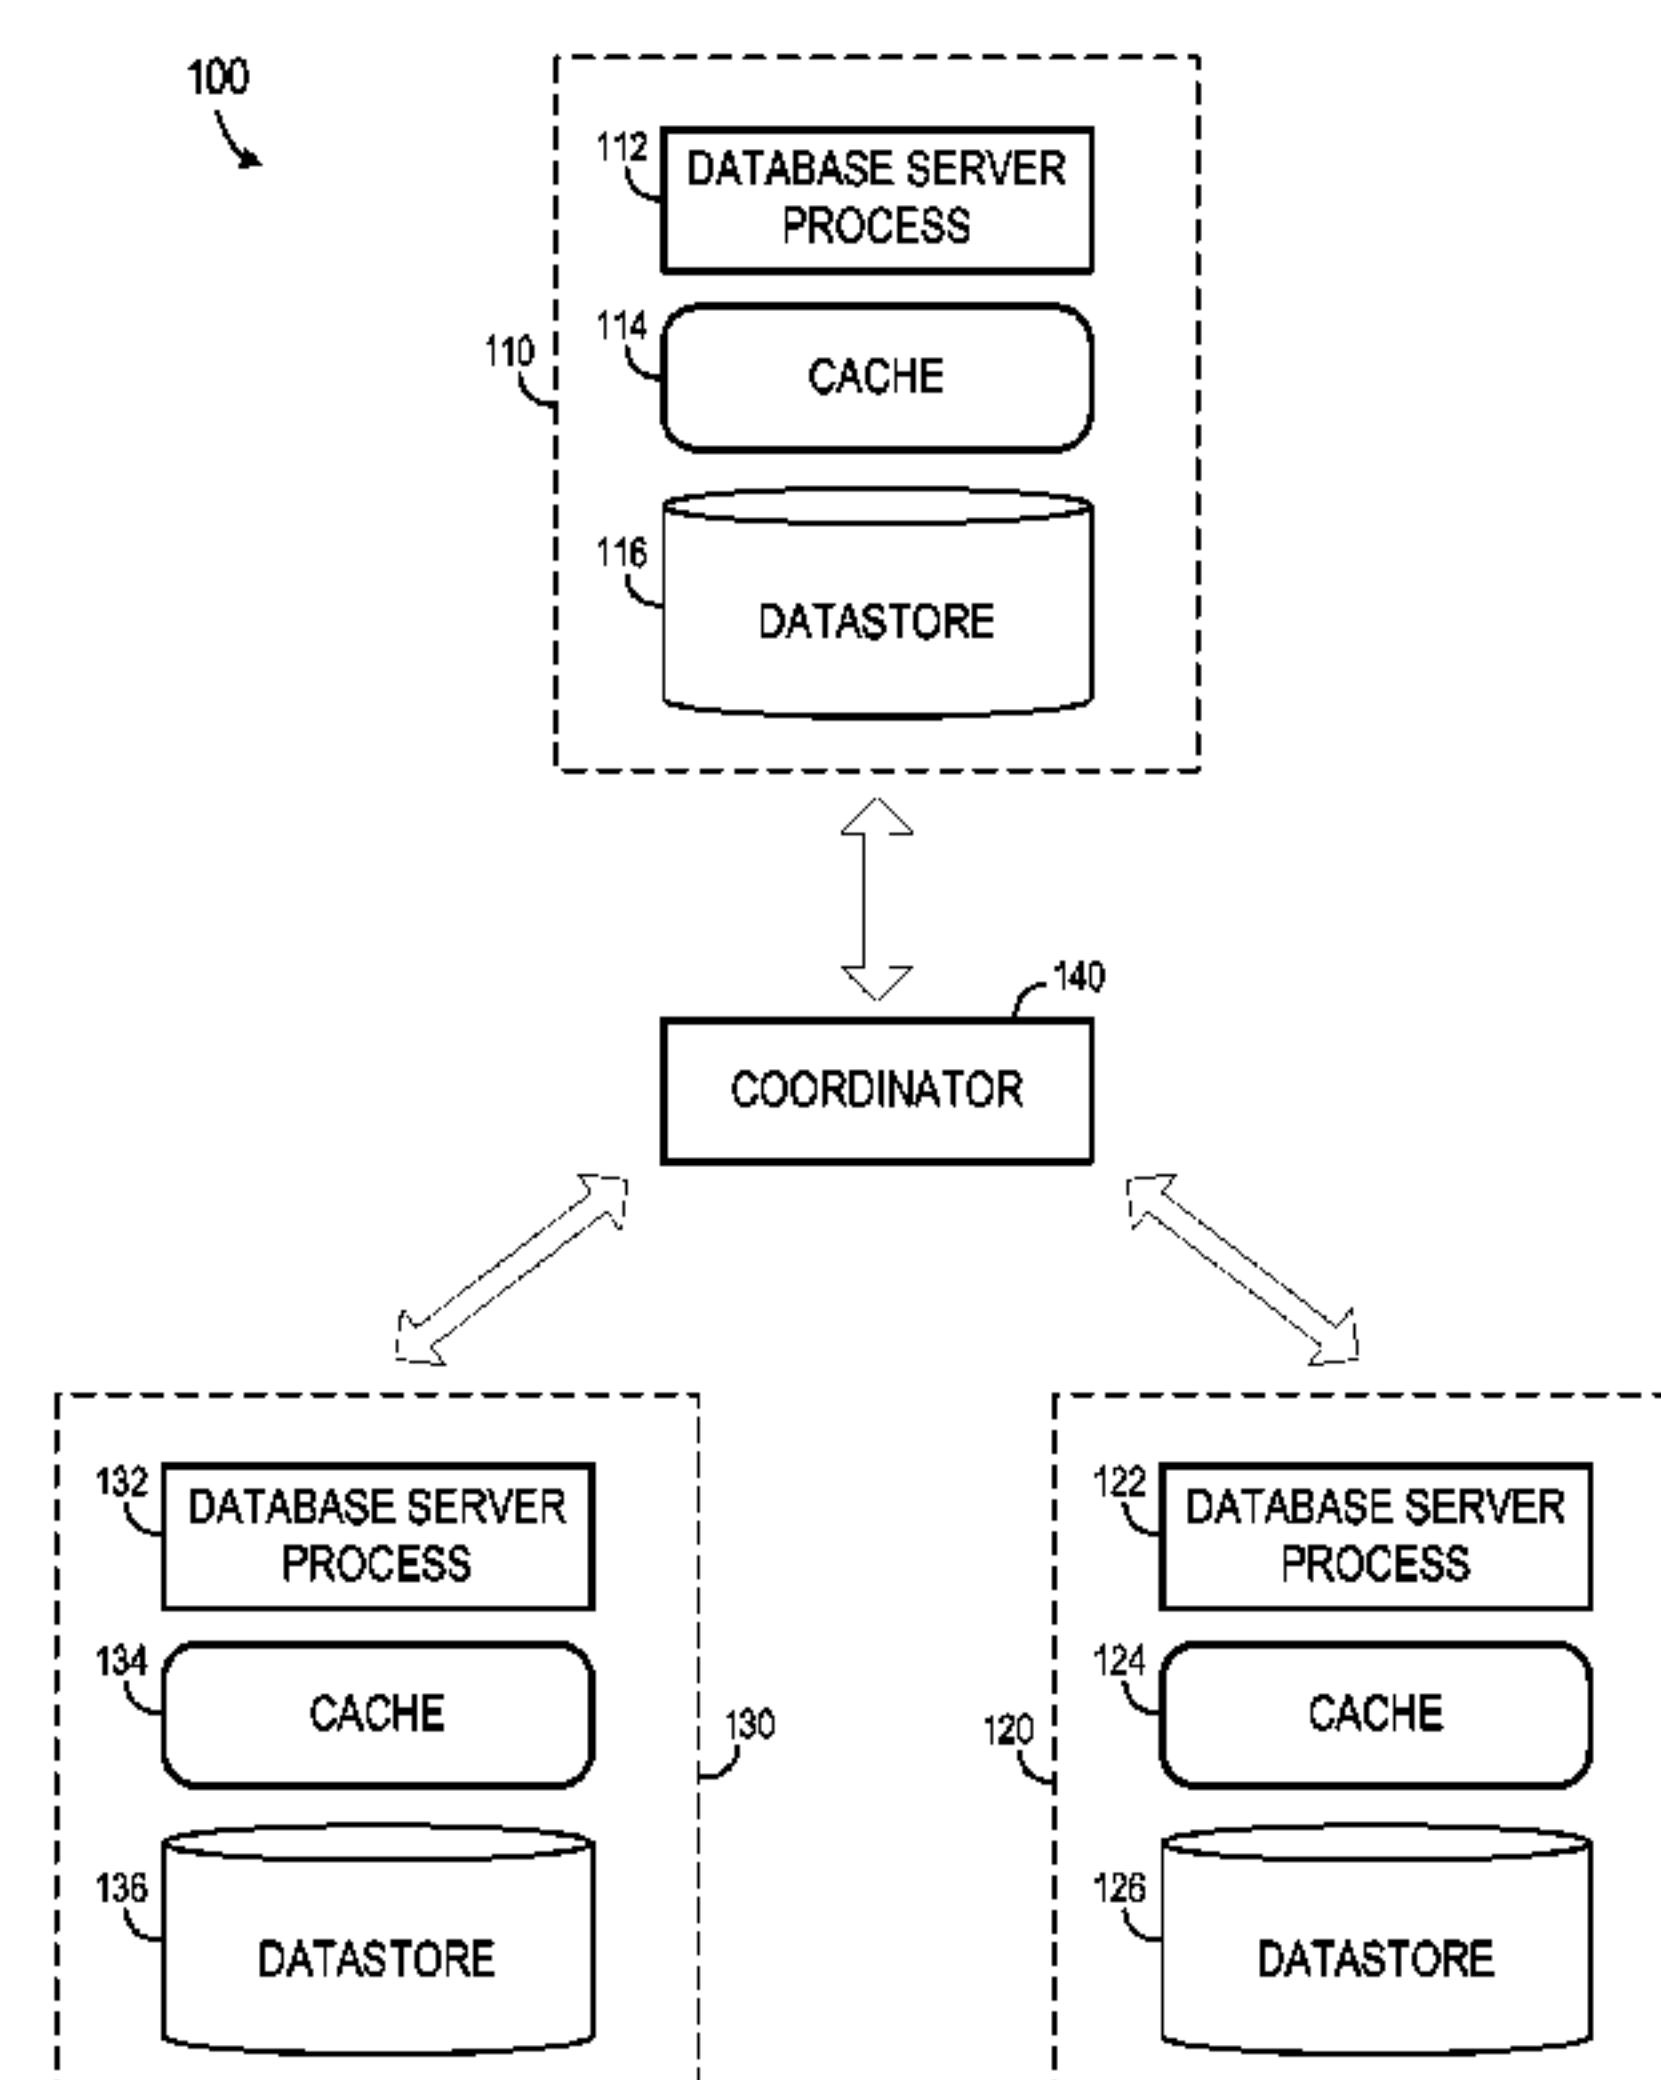 100
112
DATABASE SERVER
PROCESS
110
114
CACHE
116
DATASTORE
140
COORDINATOR
132
DATABASE SERVER
PROCESS
134
CACHE
130
136
DATASTORE
122
DATABASE SERVER
PROCESS
120
124
CACHE
126
DATASTORE